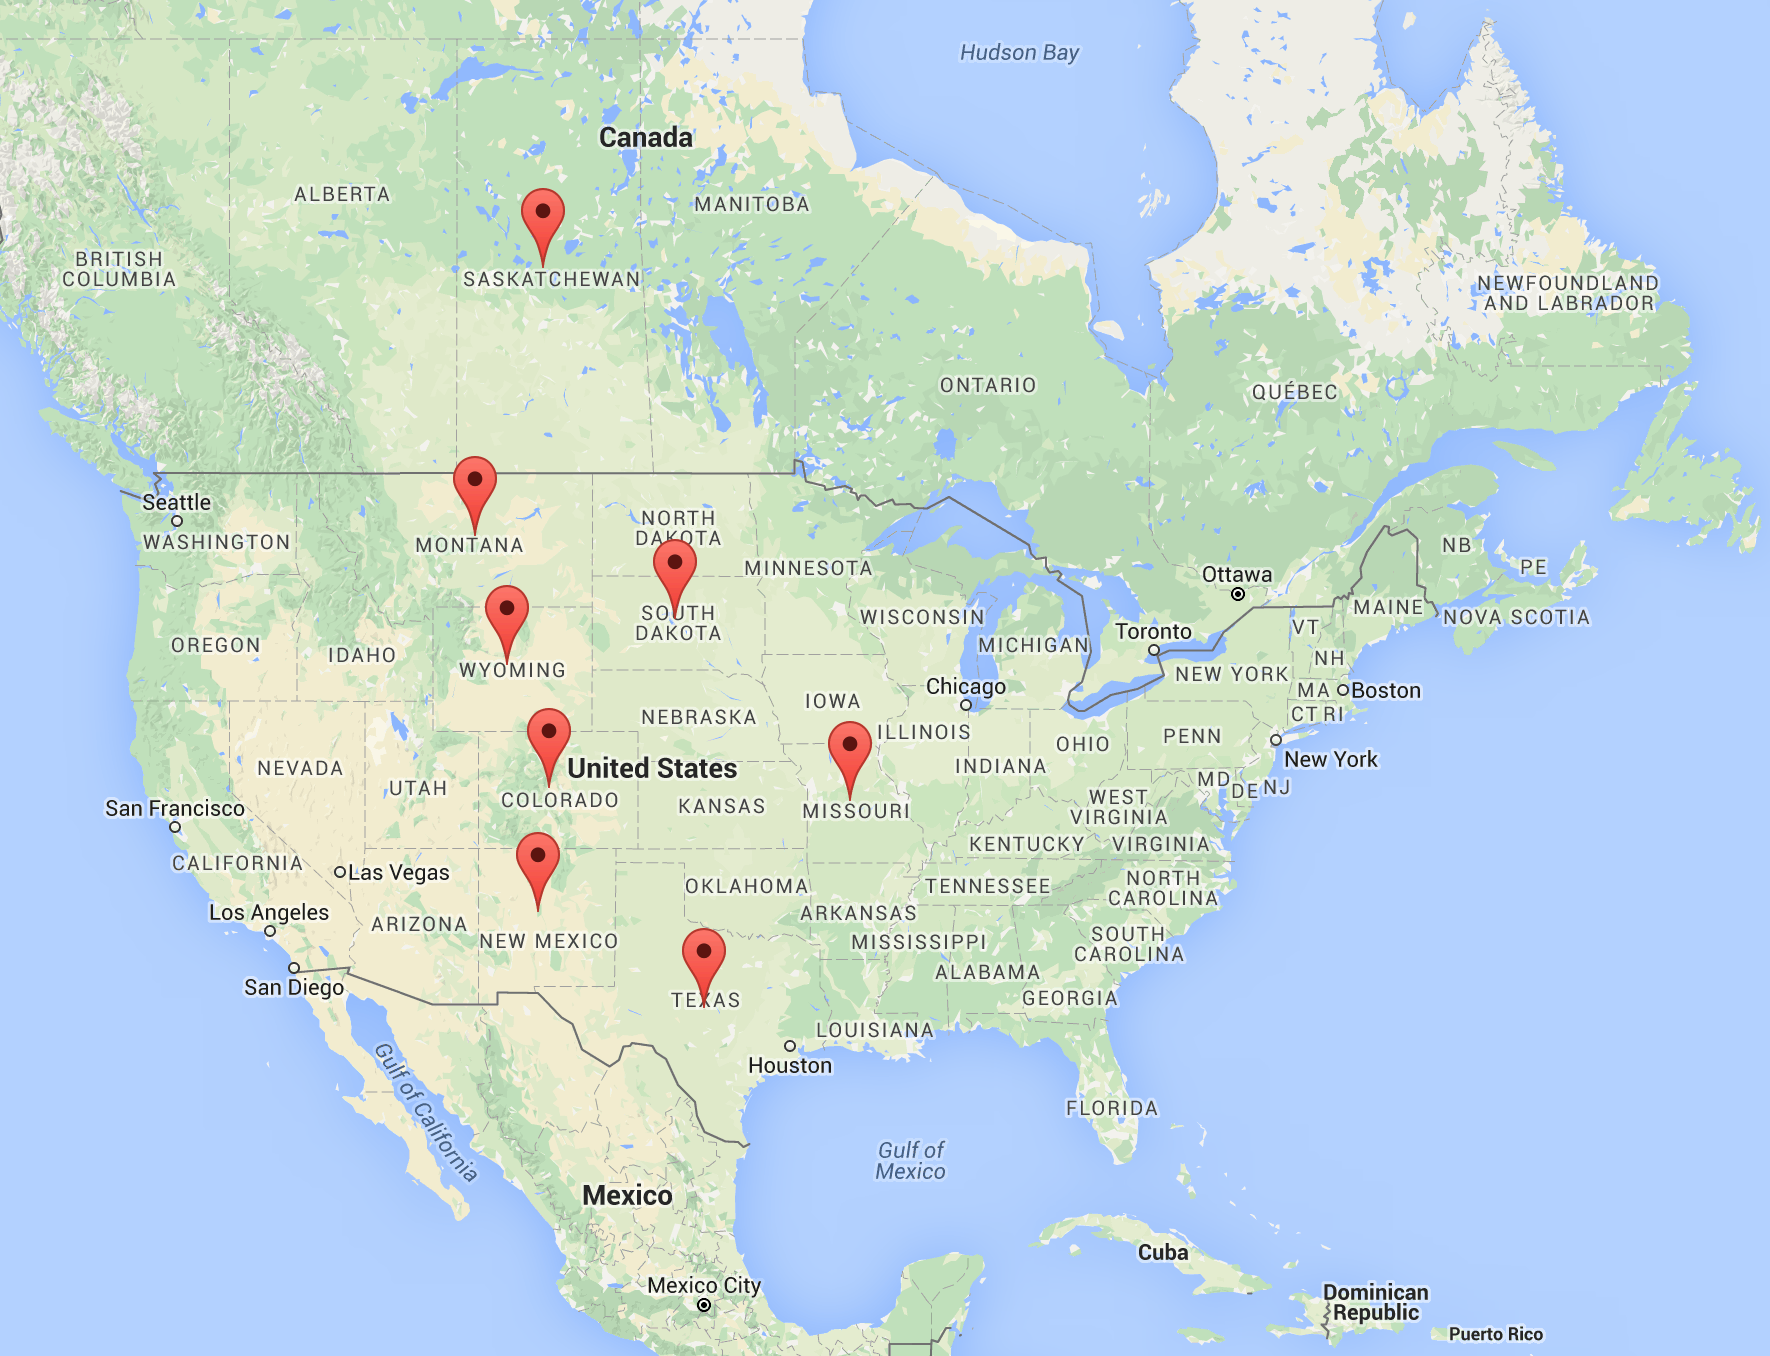 Hudson Bay
Canada
ALBERTA
MANITOBA
BRITISH
COLUMBIA
SASKATCHEWAN
NEWFOUNDLAND
AND LABRADOR
ONTARIO
QUÉBEC
Seattle
WASHINGTON
MONTANA
NORTH
DAKOTA
MINNESOTA
Ottawa
NB
PE
MAINE
NOVA SCOTIA
OREGON
IDAHO
WYOMING
SOUTH
DAKOTA
WISCONSIN
MICHIGAN
Toronto
VT
NH
NEW YORK
MA
Boston
CT
RI
Chicago
IOWA
NEBRASKA
ILLINOIS
OHIO
PENN
New York
NEVADA
UTAH
United States
COLORADO
KANSAS
MISSOURI
INDIANA
WEST
VIRGINIA
MD
DE
NJ
San Francisco
CALIFORNIA
Las Vegas
KENTUCKY
VIRGINIA
Los Angeles
ARIZONA
NEW MEXICO
OKLAHOMA
ARKANSAS
TENNESSEE
NORTH
CAROLINA
San Diego
TEXAS
MISSISSIPPI
ALABAMA
SOUTH
CAROLINA
GEORGIA
LOUISIANA
Houston
Gulf of California
FLORIDA
Gulf of
Mexico
Mexico
Mexico City
Cuba
Dominican
Republic
Puerto Rico